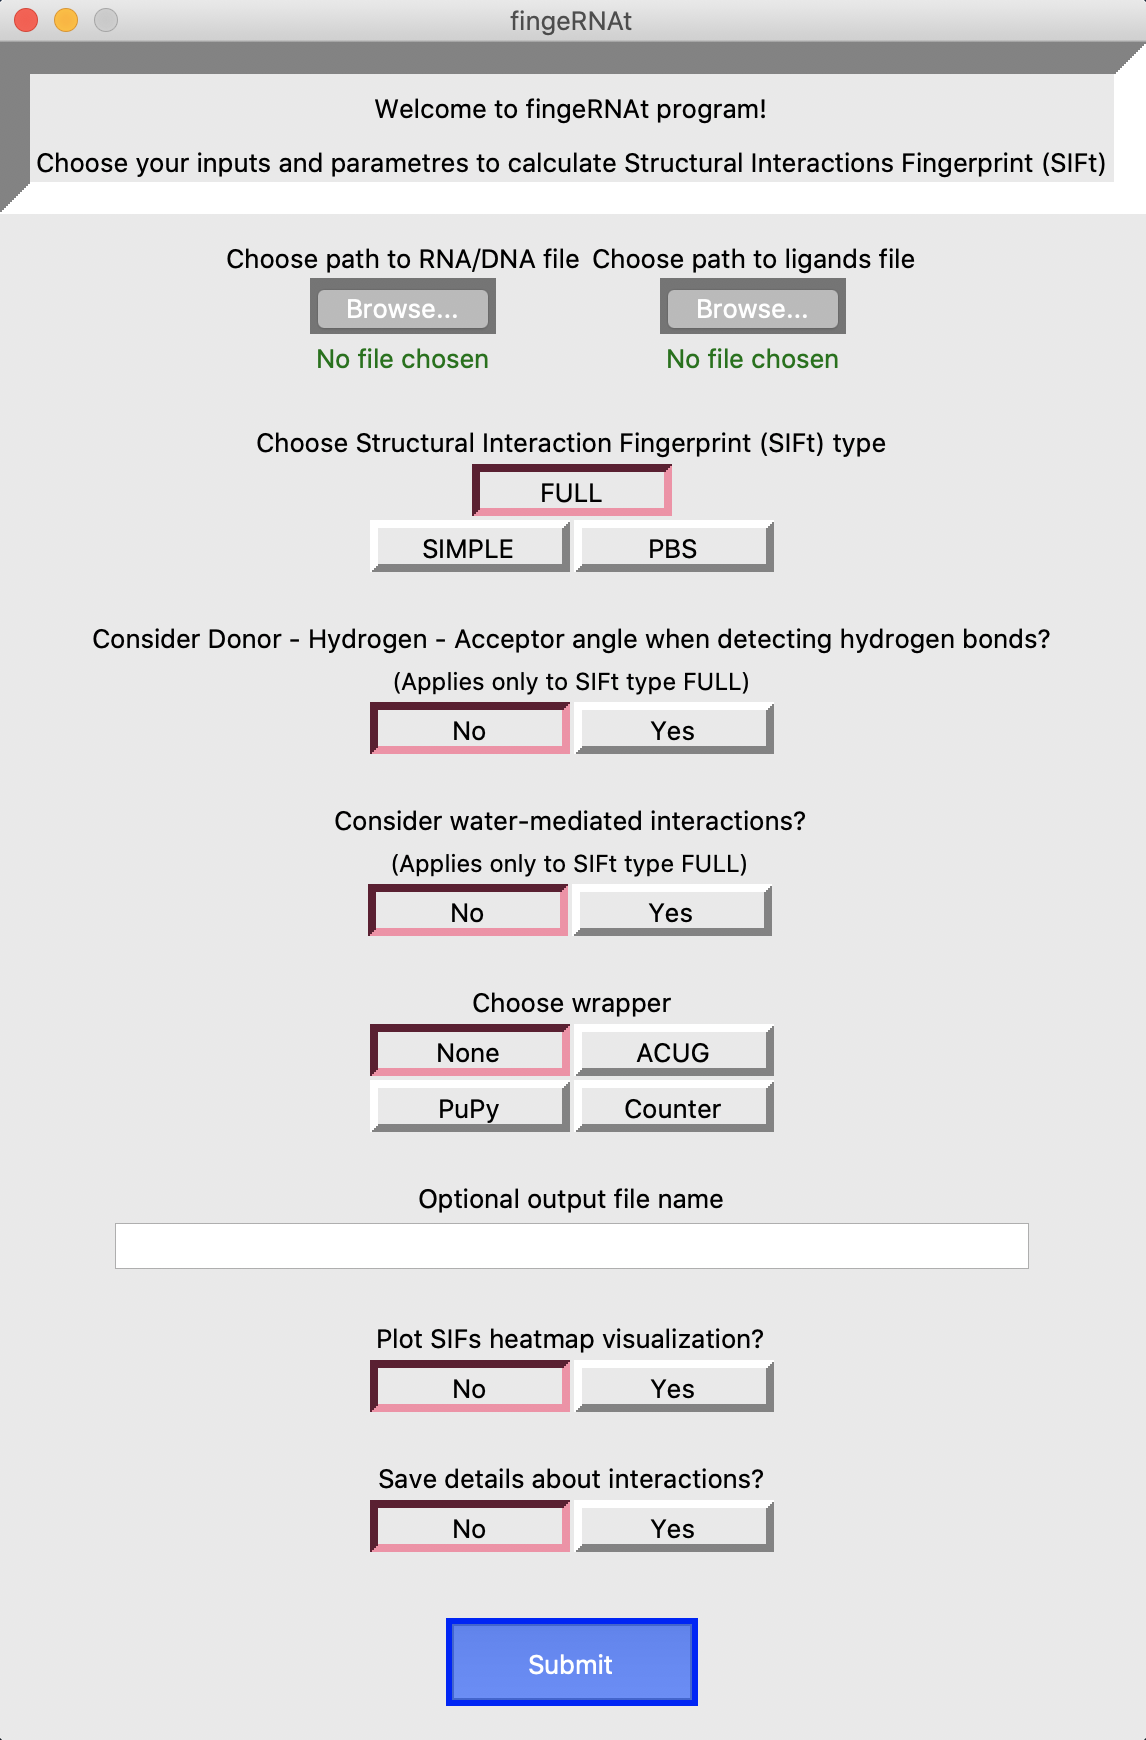 fingeRNAt
Welcome to fingeRNAt program!
Choose your inputs and parametres to calculate Structural Interactions Fingerprint (SIFt)
Choose path to RNA/DNA file Choose path to ligands file
Browse... Browse...
No file chosen No file chosen
Choose Structural Interaction Fingerprint (SIFt) type
FULL
SIMPLE PBS
Consider Donor - Hydrogen - Acceptor angle when detecting hydrogen bonds?
(Applies only to SIFt type FULL)
No Yes
Consider water-mediated interactions?
(Applies only to SIFt type FULL)
No Yes
Choose wrapper
None ACUG
PuPy Counter
Optional output file name
Plot SIFs heatmap visualization?
No Yes
Save details about interactions?
No Yes
Submit